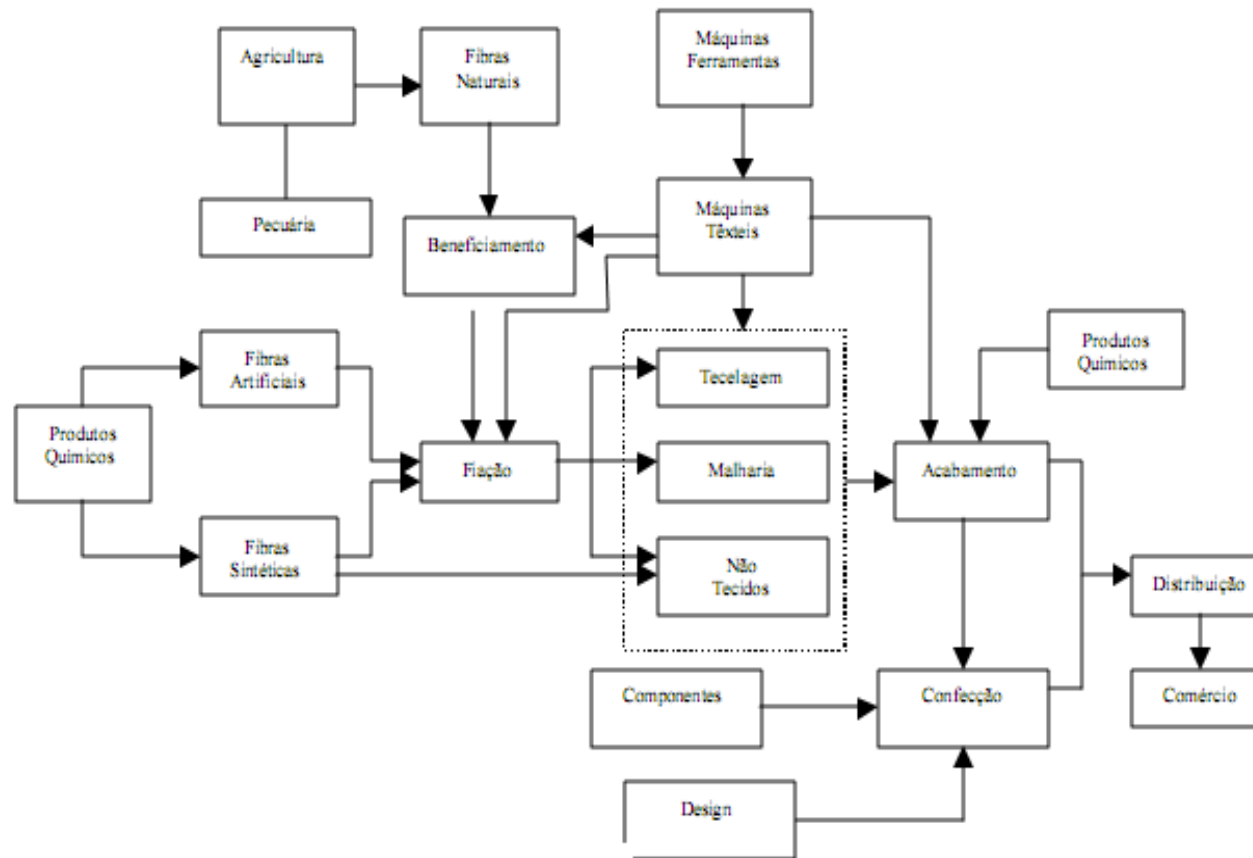 Agricultura
Fibras
Naturais
Máquinas
Ferramentas
Pecuária
Beneficiamento
Máquinas
Têxteis
Fibras
Artificiais
Tecelagem
Produtos
Químicos
Produtos
Químicos
Fiação
Malharia
Acabamento
Fibras
Sintéticas
Não
Tecidos
Distribuição
Componentes
Confecção
Comércio
Design